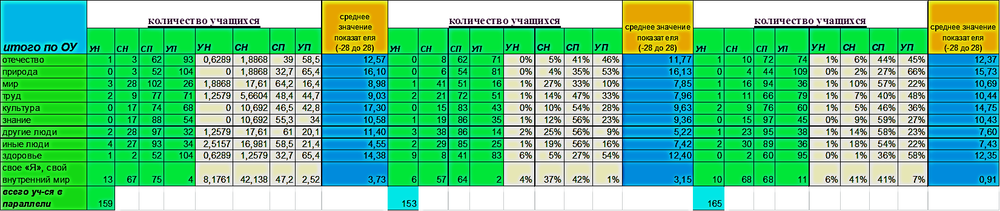 количество учащихся среднее значение показателя (-28 до 28) количество учащихся среднее значение показателя (-28 до 28) количество учащихся среднее значение показателя (-28 до 28)
итого по ОУ УН СН СП УП УН СН СП УП УН СН СП УП УН СН СП УП УН СН СП УП УН СН СП УП
отечество 1 3 62 93 0,6289 1,8868 39 58,5 12,57 0 8 62 71 0% 5% 41% 46% 11,77 1 10 72 74 1% 6% 44% 45% 12,37
природа 0 3 52 104 0 1,8868 32,7 65,4 16,10 0 6 54 81 0% 4% 35% 53% 16,13 0 4 44 109 0% 2% 27% 66% 15,73
мир 3 28 102 26 1,8868 17,61 64,2 16,4 8,98 1 41 51 16 1% 27% 33% 10% 7,85 1 16 94 36 1% 10% 57% 22% 10,69
труд 2 9 77 71 1,2579 5,6604 48,4 44,7 9,03 2 21 72 51 1% 14% 47% 33% 7,96 1 11 66 79 1% 7% 40% 48% 10,44
культура 0 17 74 68 0 10,692 46,5 42,8 17,30 0 15 83 43 0% 10% 54% 28% 9,63 2 9 76 60 1% 5% 46% 36% 14,75
знание 0 17 88 54 0 10,692 55,3 34 10,58 1 19 86 35 1% 12% 56% 23% 9,36 0 15 97 45 0% 9% 59% 27% 10,43
другие люди 2 28 97 32 1,2579 17,61 61 20,1 11,40 3 38 86 14 2% 25% 56% 9% 5,22 1 23 95 38 1% 14% 58% 23% 7,60
иные люди 4 27 93 34 2,5157 16,981 58,5 21,4 4,55 2 29 85 25 1% 19% 56% 16% 7,42 2 30 89 36 1% 18% 54% 22% 7,43
здоровье 1 2 52 104 0,6289 1,2579 32,7 65,4 14,38 9 8 41 83 6% 5% 27% 54% 12,40 0 2 60 95 0% 1% 36% 58% 12,35
свое «Я», свой
внутренний мир 13 67 75 4 8,1761 42,138 47,2 2,52 3,73 6 57 64 2 4% 37% 42% 1% 3,15 10 68 68 11 6% 41% 41% 7% 0,91
всего уч-ся в
параллели 159 153 165